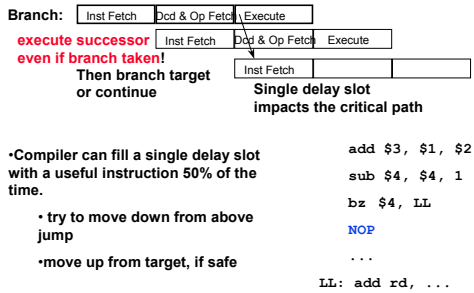 Branch: Inst Fetch Dcd & Op Fetch Execute
execute successor Inst Fetch Dcd & Op Fetch Execute
even if branch taken!
Then branch target Inst Fetch
or continue
Single delay slot
impacts the critical path
•Compiler can fill a single delay slot
with a useful instruction 50% of the
time.
• try to move down from above
jump
•move up from target, if safe
add $3, $1, $2
sub $4, $4, 1
bz $4, LL
NOP
...
LL: add rd, ...